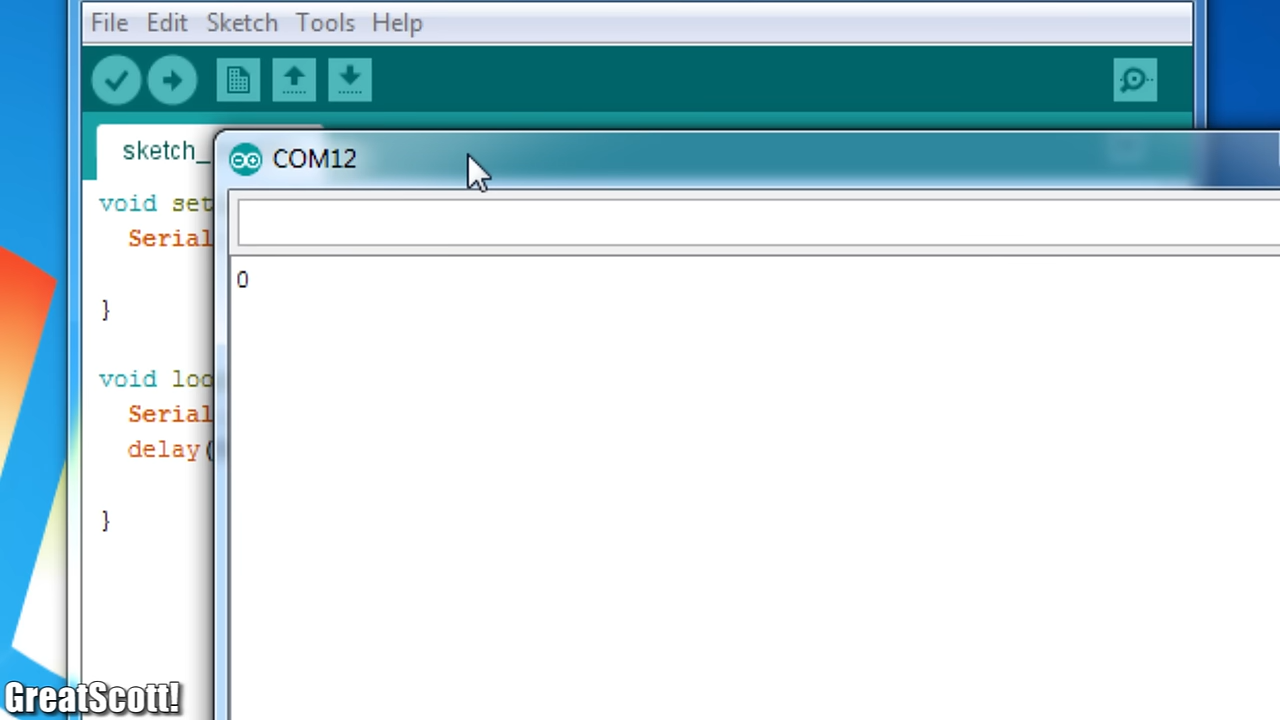 File Edit Sketch Tools Help
sketch_
COM12
void set
Serial
0
}
void loo
Serial
delay(
}
GreatScott!